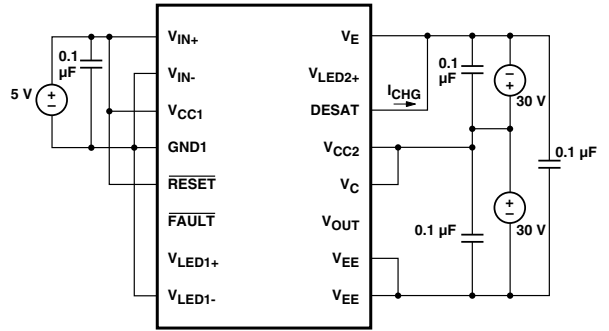 V_IN+
V_IN-
V_CC1
GND1
RESET
FAULT
V_LED1+
V_LED1-
V_E
V_LED2+
DESAT
V_CC2
V_C
V_OUT
V_EE
V_EE
5 V
+
−
0.1
µF
I_CHG
0.1
µF
−
+
30 V
0.1 µF
0.1 µF
+
−
30 V